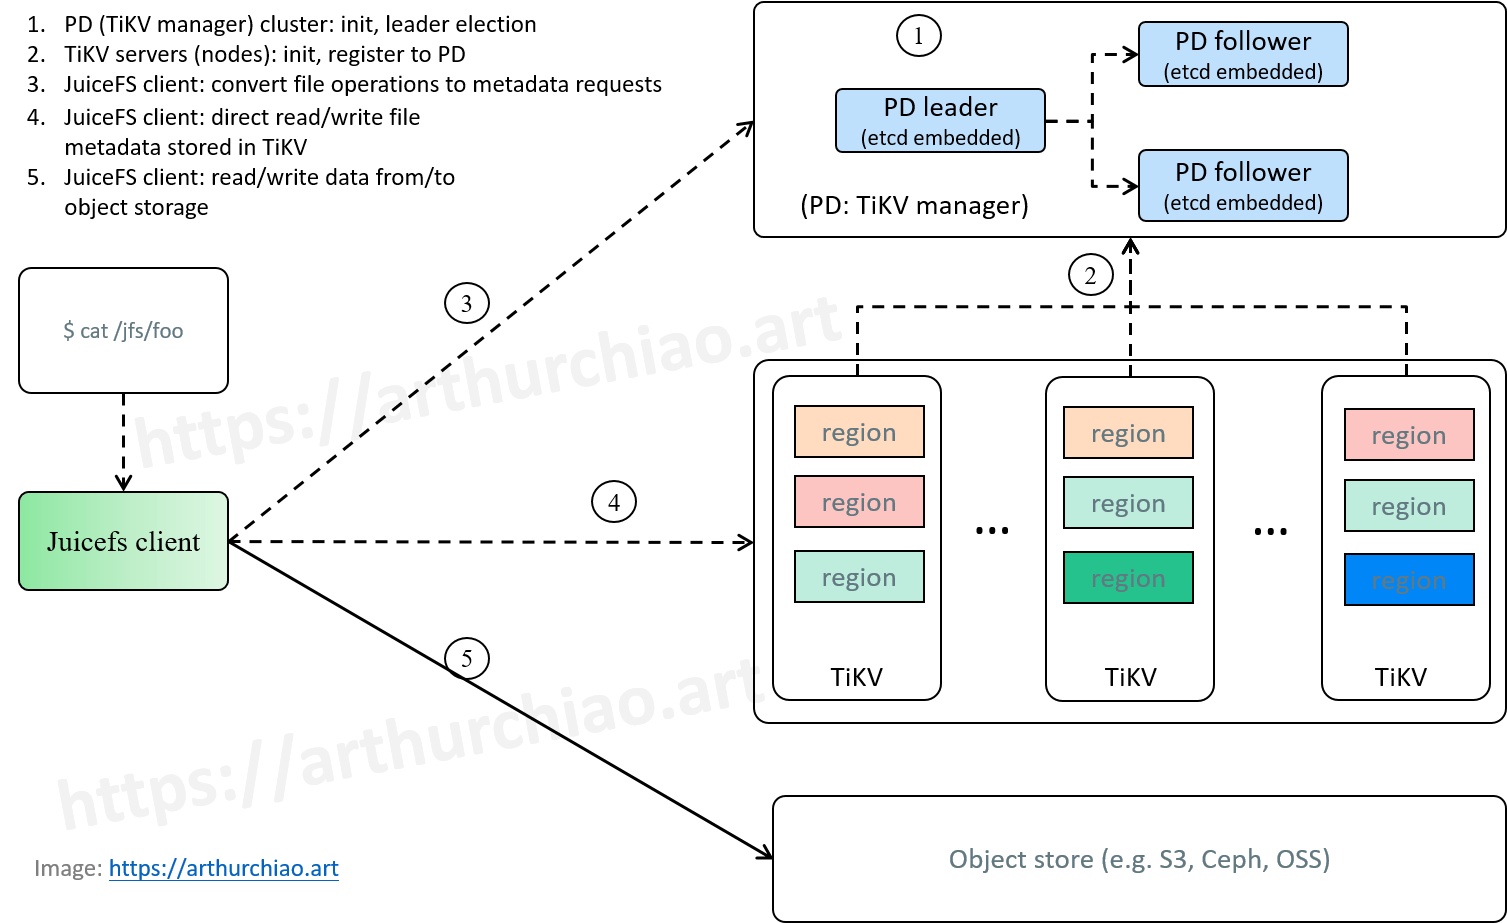 1. PD (TiKV manager) cluster: init, leader election
2. TiKV servers (nodes): init, register to PD
3. JuiceFS client: convert file operations to metadata requests
4. JuiceFS client: direct read/write file
metadata stored in TiKV
5. JuiceFS client: read/write data from/to
object storage
1
PD leader
(etcd embedded)
PD follower
(etcd embedded)
PD follower
(etcd embedded)
(PD: TiKV manager)
2
3
$ cat /jfs/foo
https://arthurchiao.art
Juicefs client
4
region
region
region
TiKV
...
region
region
region
TiKV
...
region
region
region
TiKV
5
https://arthurchiao.art
Object store (e.g. S3, Ceph, OSS)
Image: https://arthurchiao.art